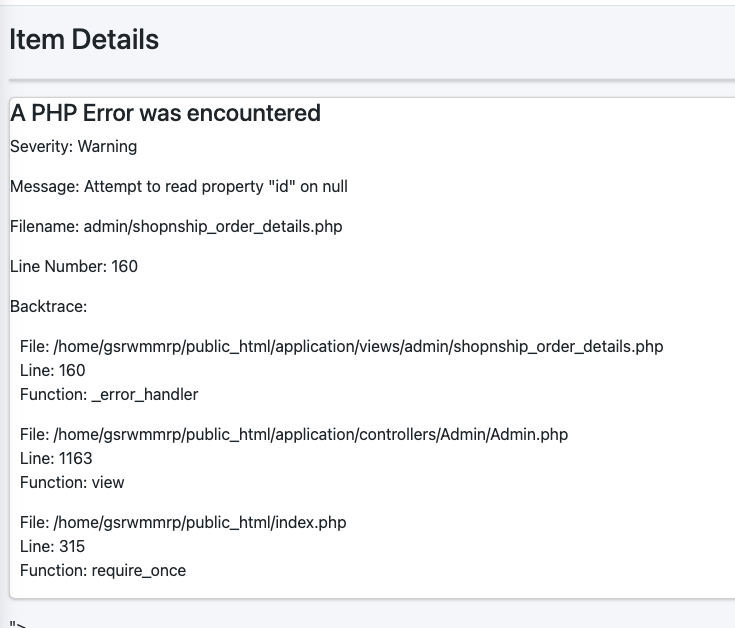 Item Details
A PHP Error was encountered
Severity: Warning
Message: Attempt to read property "id" on null
Filename: admin/shopnship_order_details.php
Line Number: 160
Backtrace:
File: /home/gsrwmmrp/public_html/application/views/admin/shopnship_order_details.php
Line: 160
Function: _error_handler
File: /home/gsrwmmrp/public_html/application/controllers/Admin/Admin.php
Line: 1163
Function: view
File: /home/gsrwmmrp/public_html/index.php
Line: 315
Function: require_once
">